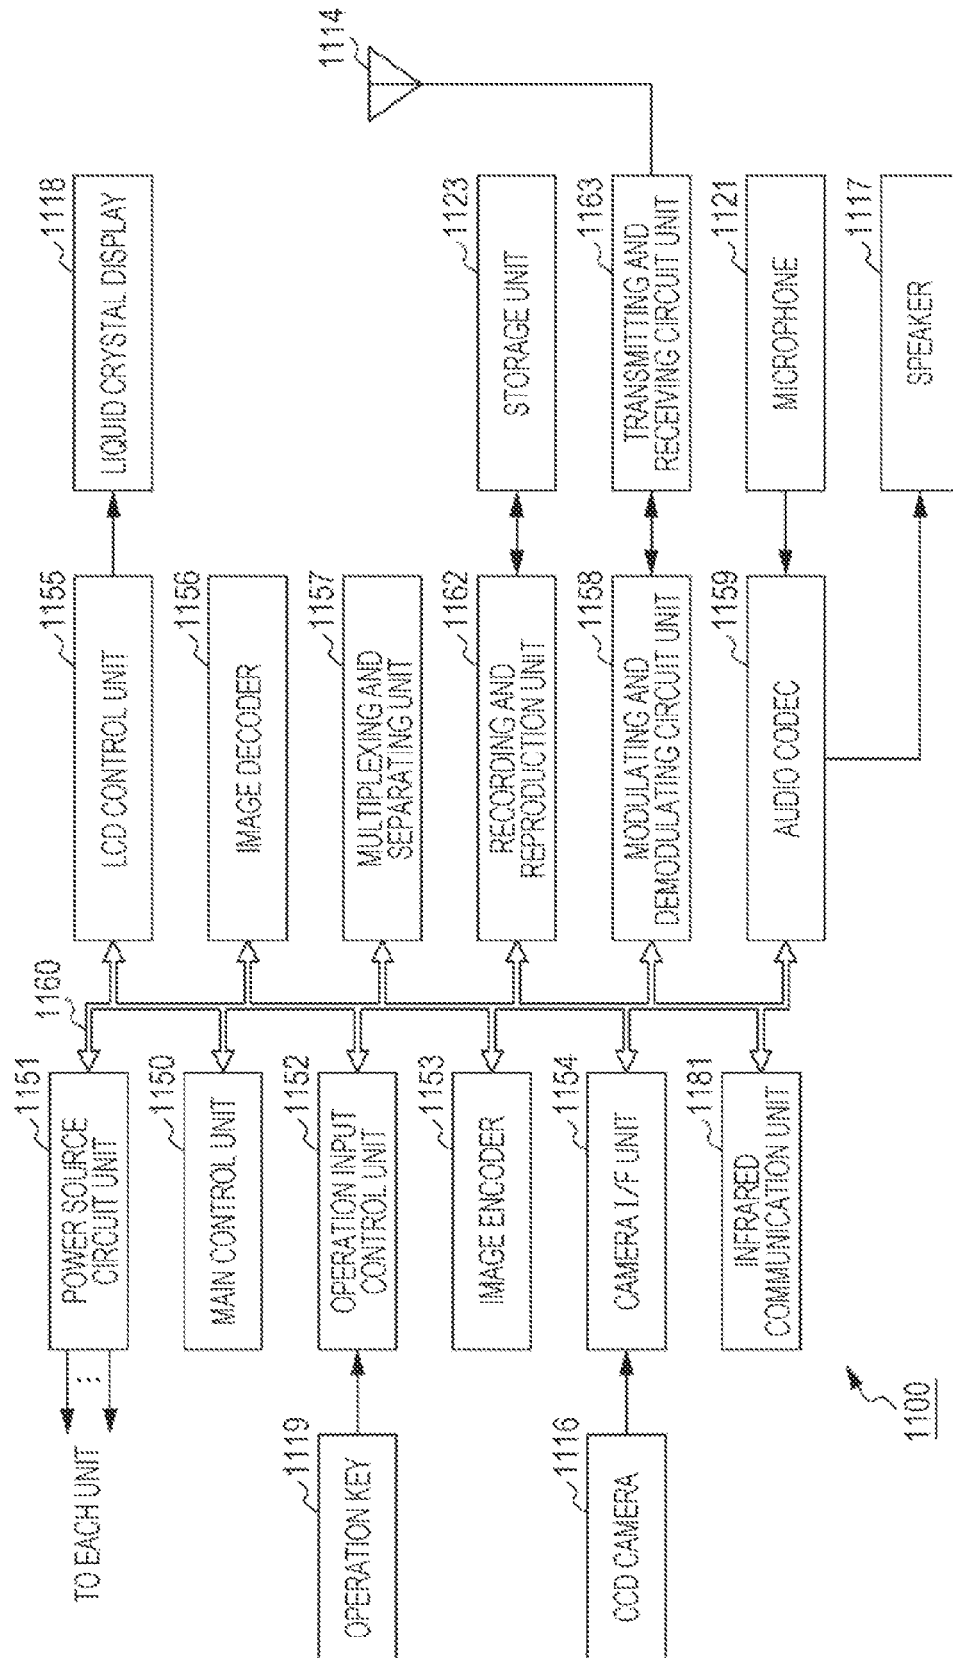 TO EACH UNIT
1151
POWER SOURCE
CIRCUIT UNIT
1160
1155
LCD CONTROL UNIT
1118
LIQUID CRYSTAL DISPLAY
1150
MAIN CONTROL UNIT
1156
IMAGE DECODER
1119
OPERATION KEY
1152
OPERATION INPUT
CONTROL UNIT
1157
MULTIPLEXING AND
SEPARATING UNIT
1114
1153
IMAGE ENCODER
1162
RECORDING AND
REPRODUCTION UNIT
1123
STORAGE UNIT
1116
CCD CAMERA
1154
CAMERA I/F UNIT
1158
MODULATING AND
DEMODULATING CIRCUIT UNIT
1163
TRANSMITTING AND
RECEIVING CIRCUIT UNIT
1181
INFRARED
COMMUNICATION UNIT
1159
AUDIO CODEC
1121
MICROPHONE
1117
SPEAKER
1100